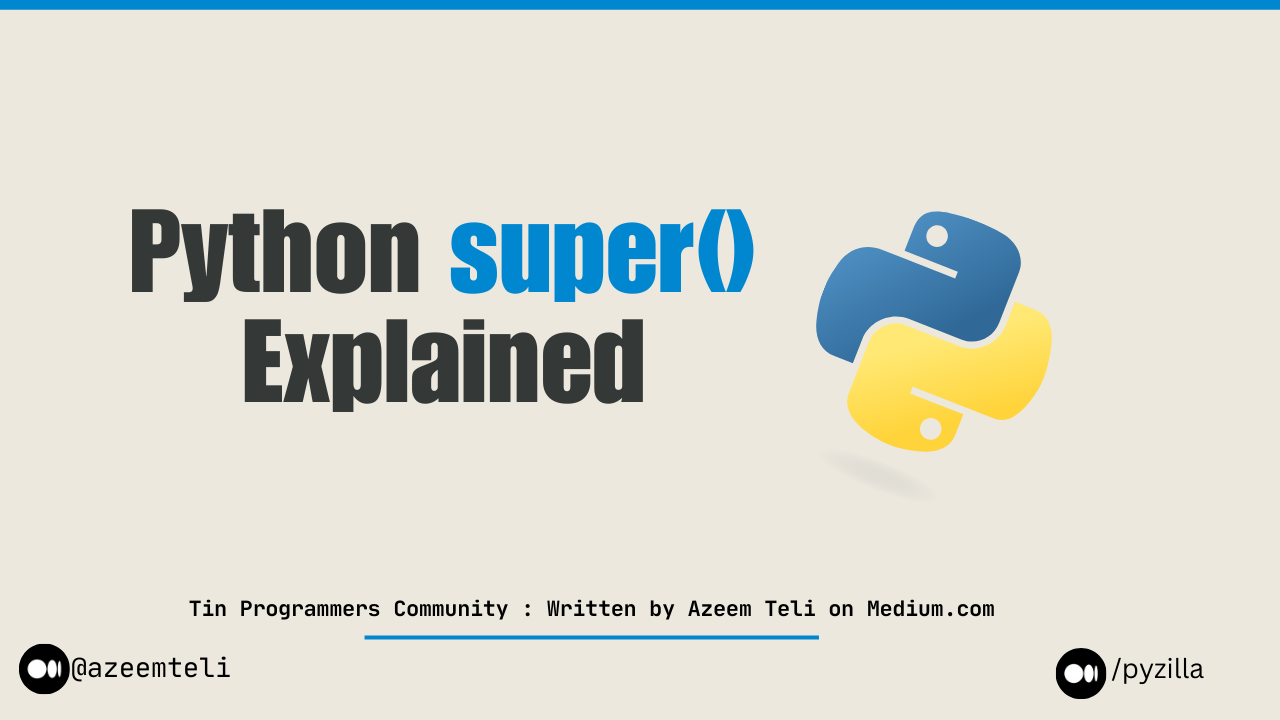 Python super()
Explained
Tin Programmers Community : Written by Azeem Teli on Medium.com
@azeemteli
/pyzilla